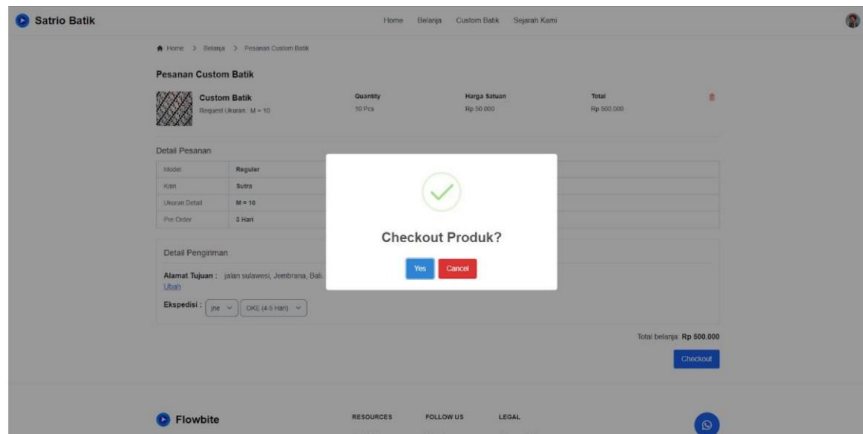 Satrio Batik
Home Belanja Custom Batik Sejarah Kami
Home > Belanja > Pesanan Custom Batik
Pesanan Custom Batik
Custom Batik Quantity Harga Satuan Total
Request Ukuran : M = 10 10 Pcs Rp 50.000 Rp 500.000
Detail Pesanan
Model Regular
Kain Sutra
Ukuran Detail M = 10
Pre Order 5 Hari
Checkout Produk?
Yes Cancel
Detail Pengiriman
Alamat Tujuan : jalan sulawesi, Jembrana, Bali.
Ubah
Ekspedisi : jne OKE (4-5 Hari)
Total belanja: Rp 500.000
Checkout
Flowbite RESOURCES FOLLOW US LEGAL